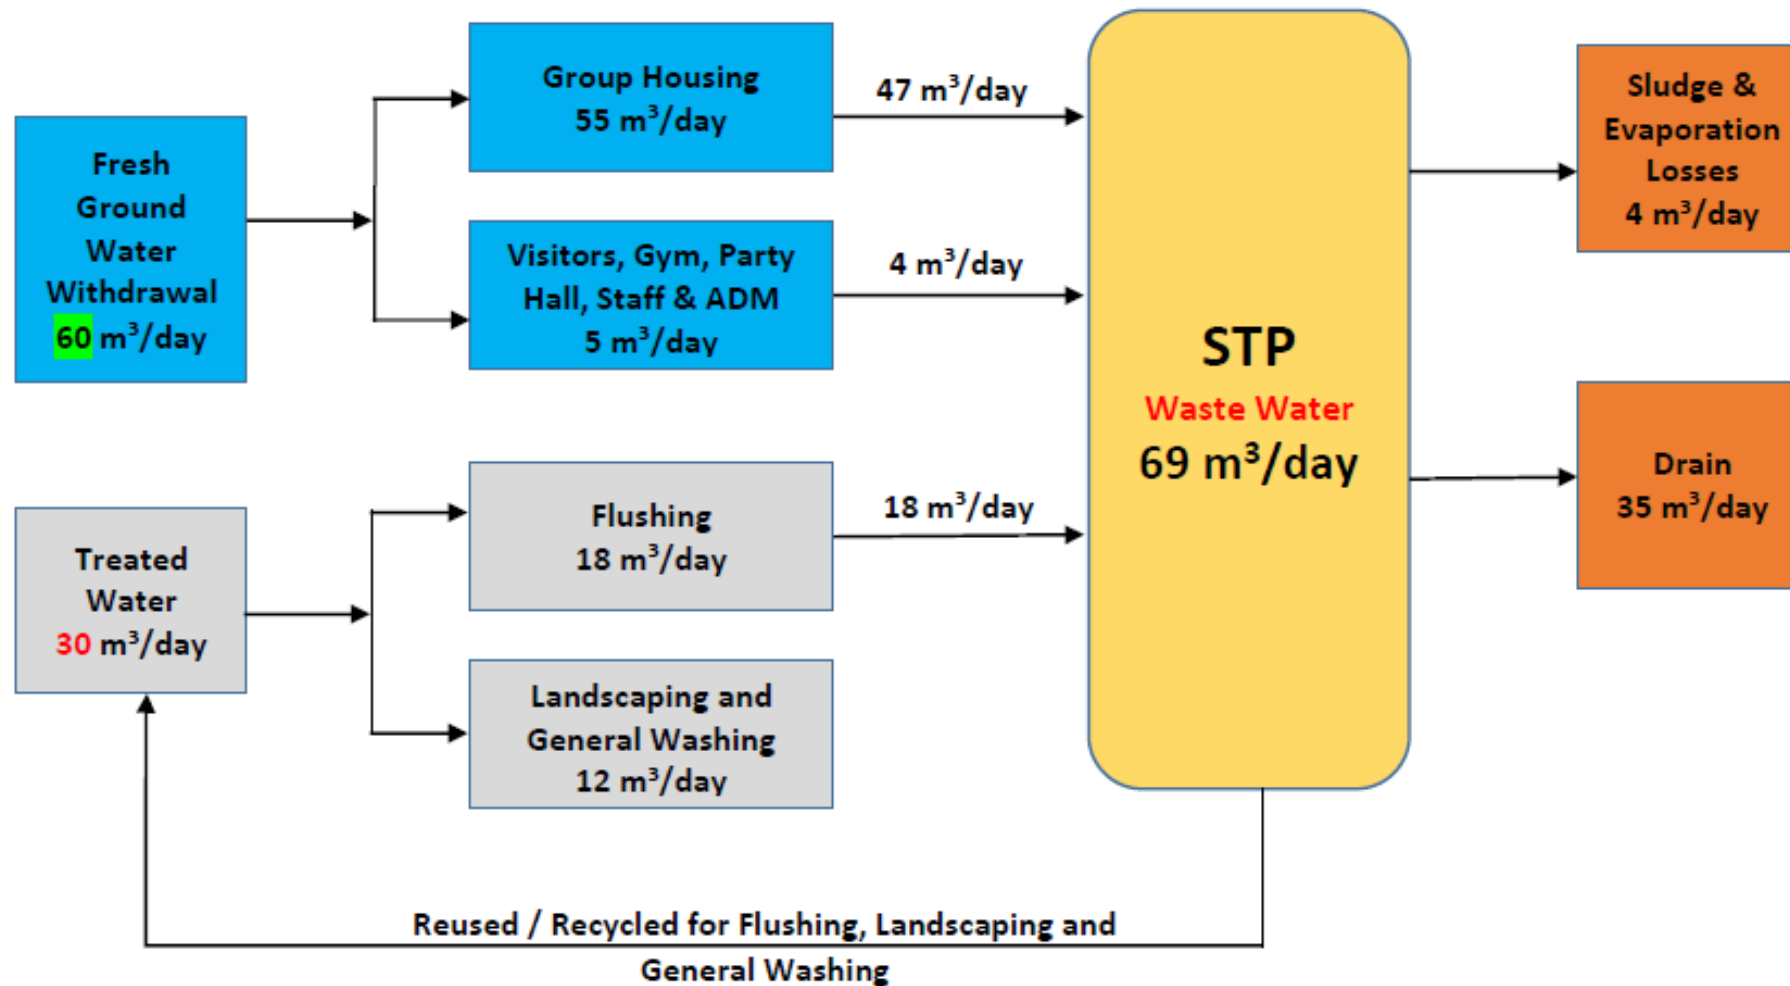 Fresh
Ground
Water
Withdrawal
60 m³/day
Group Housing
55 m³/day
47 m³/day
Visitors, Gym, Party
Hall, Staff & ADM
5 m³/day
4 m³/day
Treated
Water
30 m³/day
Flushing
18 m³/day
18 m³/day
Landscaping and
General Washing
12 m³/day
STP
Waste Water
69 m³/day
Sludge &
Evaporation
Losses
4 m³/day
Drain
35 m³/day
Reused / Recycled for Flushing, Landscaping and
General Washing